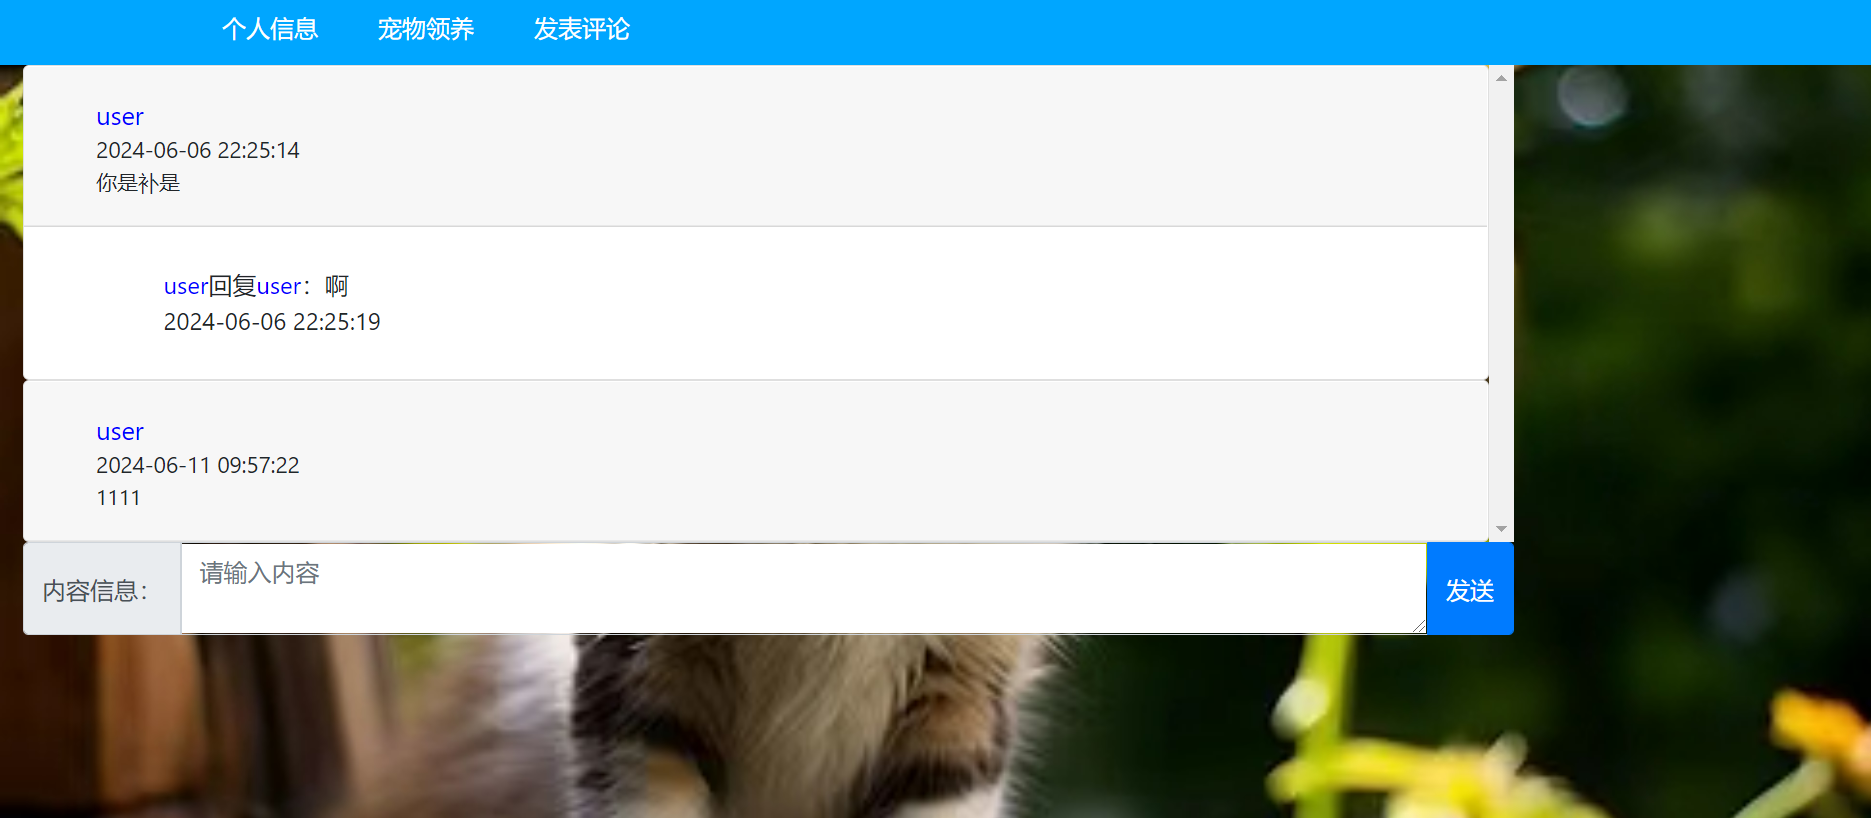 个人信息 宠物领养 发表评论
user
2024-06-06 22:25:14
你是补是
user回复user：啊
2024-06-06 22:25:19
user
2024-06-11 09:57:22
1111
内容信息： 请输入内容 发送